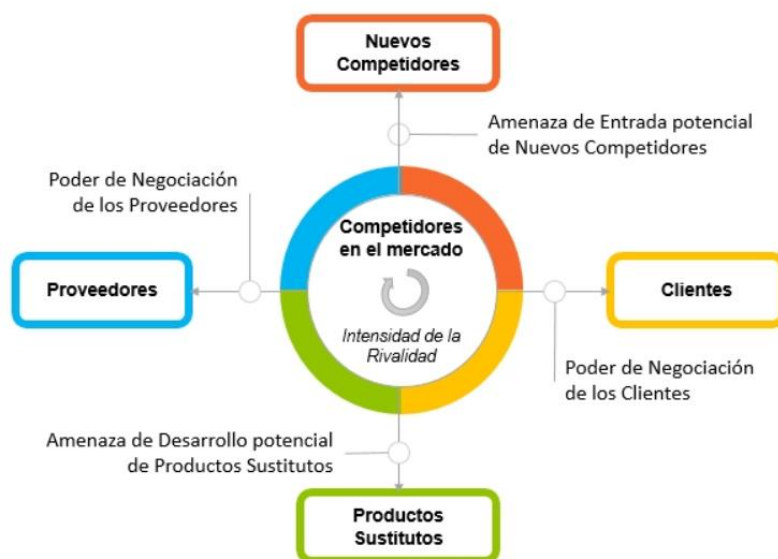 Nuevos
Competidores
Amenaza de Entrada potencial
de Nuevos Competidores
Poder de Negociación
de los Proveedores
Competidores
en el mercado
Proveedores
Clientes
Intensidad de la
Rivalidad
Poder de Negociación
de los Clientes
Amenaza de Desarrollo potencial
de Productos Sustitutos
Productos
Sustitutos